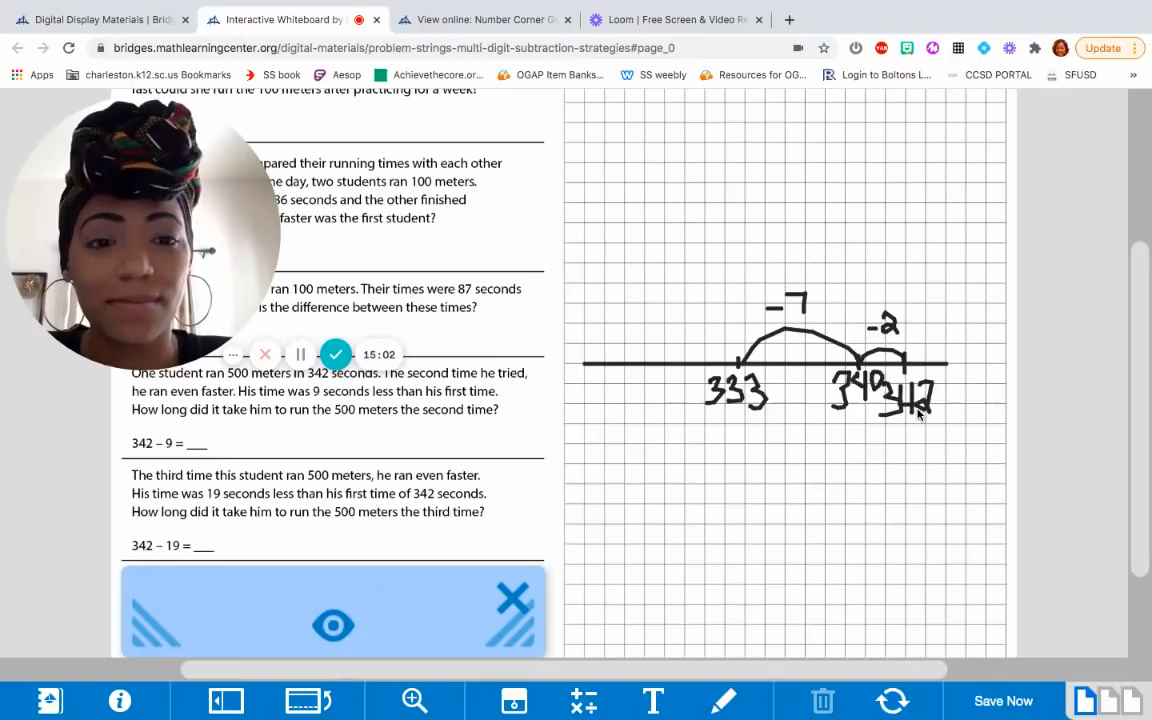 Digital Display Materials | Brid
Interactive Whiteboard by
View online: Number Corner G
Loom | Free Screen & Video Re
bridges.mathlearningcenter.org/digital-materials/problem-strings-multi-digit-subtraction-strategies#page_0
Update
Apps
charleston.k12.sc.us Bookmarks
SS book
Aesop
Achievethecore.or...
OGAP Item Banks...
SS weekly
Resources for OG...
Login to Boltons L...
CCSD PORTAL
SFUSD
fast could she run the 100 meters after practicing for a week?
pared their running times with each other
ne day, two students ran 100 meters.
36 seconds and the other finished
faster was the first student?
ran 100 meters. Their times were 87 seconds
is the difference between these times?
15:02
One student ran 500 meters in 342 seconds. The second time he tried,
he ran even faster. His time was 9 seconds less than his first time.
How long did it take him to run the 500 meters the second time?
342 – 9 = ___
The third time this student ran 500 meters, he ran even faster.
His time was 19 seconds less than his first time of 342 seconds.
How long did it take him to run the 500 meters the third time?
342 – 19 = ___
-7
-2
333
340
342
Save Now